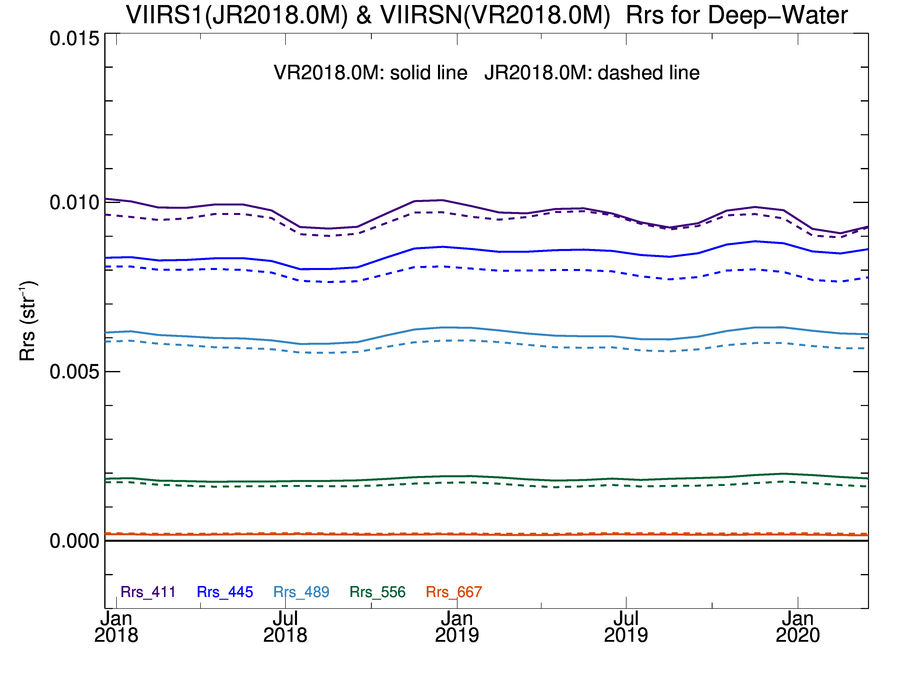 VIIRS1(JR2018.0M) & VIIRSN(VR2018.0M)  Rrs for Deep−Water
VR2018.0M: solid line   JR2018.0M: dashed line
0.015
0.010
0.005
0.000
Rrs (str⁻¹)
Rrs_411 Rrs_445 Rrs_489 Rrs_556 Rrs_667
Jan Jul Jan Jul Jan
2018 2018 2019 2019 2020